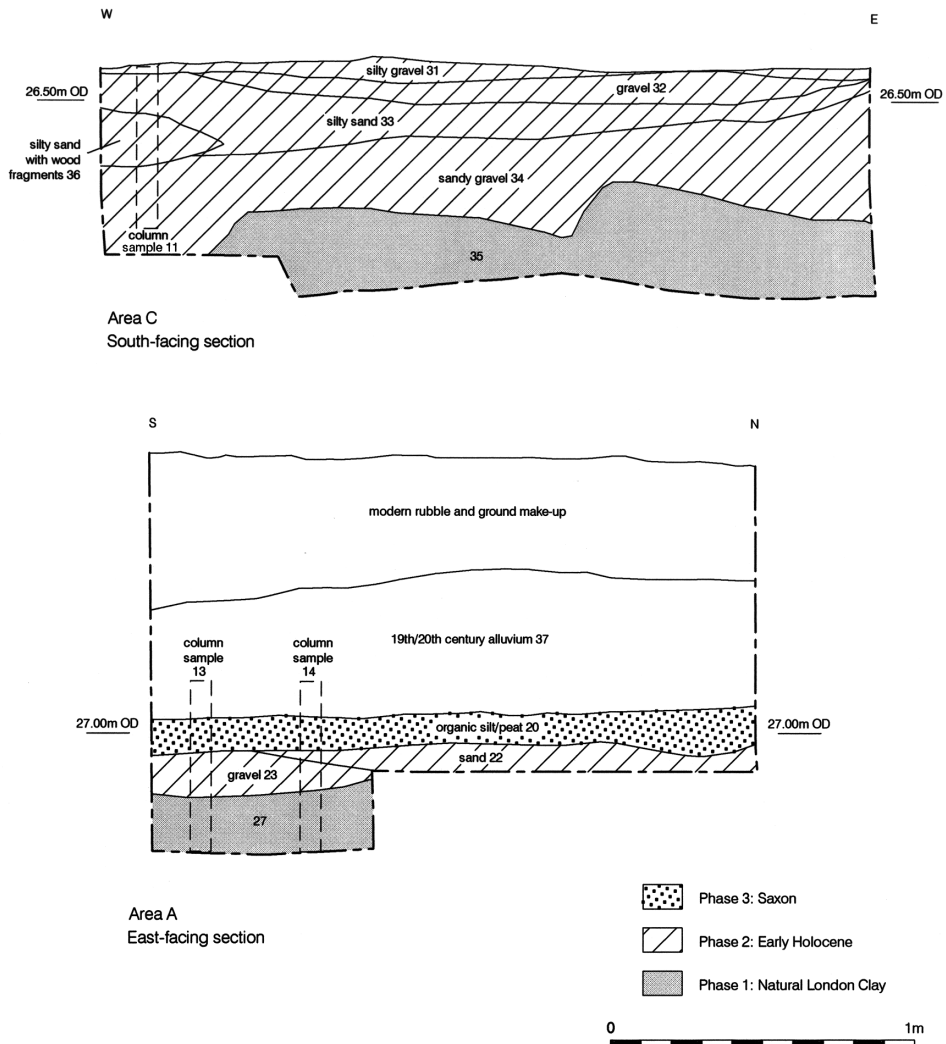 W
E
silty gravel 31
gravel 32
26.50m OD
26.50m OD
silty sand 33
silty sand
with wood
fragments 36
sandy gravel 34
column
sample 11
35
Area C
South-facing section
S
N
modern rubble and ground make-up
19th/20th century alluvium 37
column
sample
13
column
sample
14
27.00m OD
27.00m OD
organic silt/peat 20
sand 22
gravel 23
27
Area A
East-facing section
Phase 3: Saxon
Phase 2: Early Holocene
Phase 1: Natural London Clay
0
1m